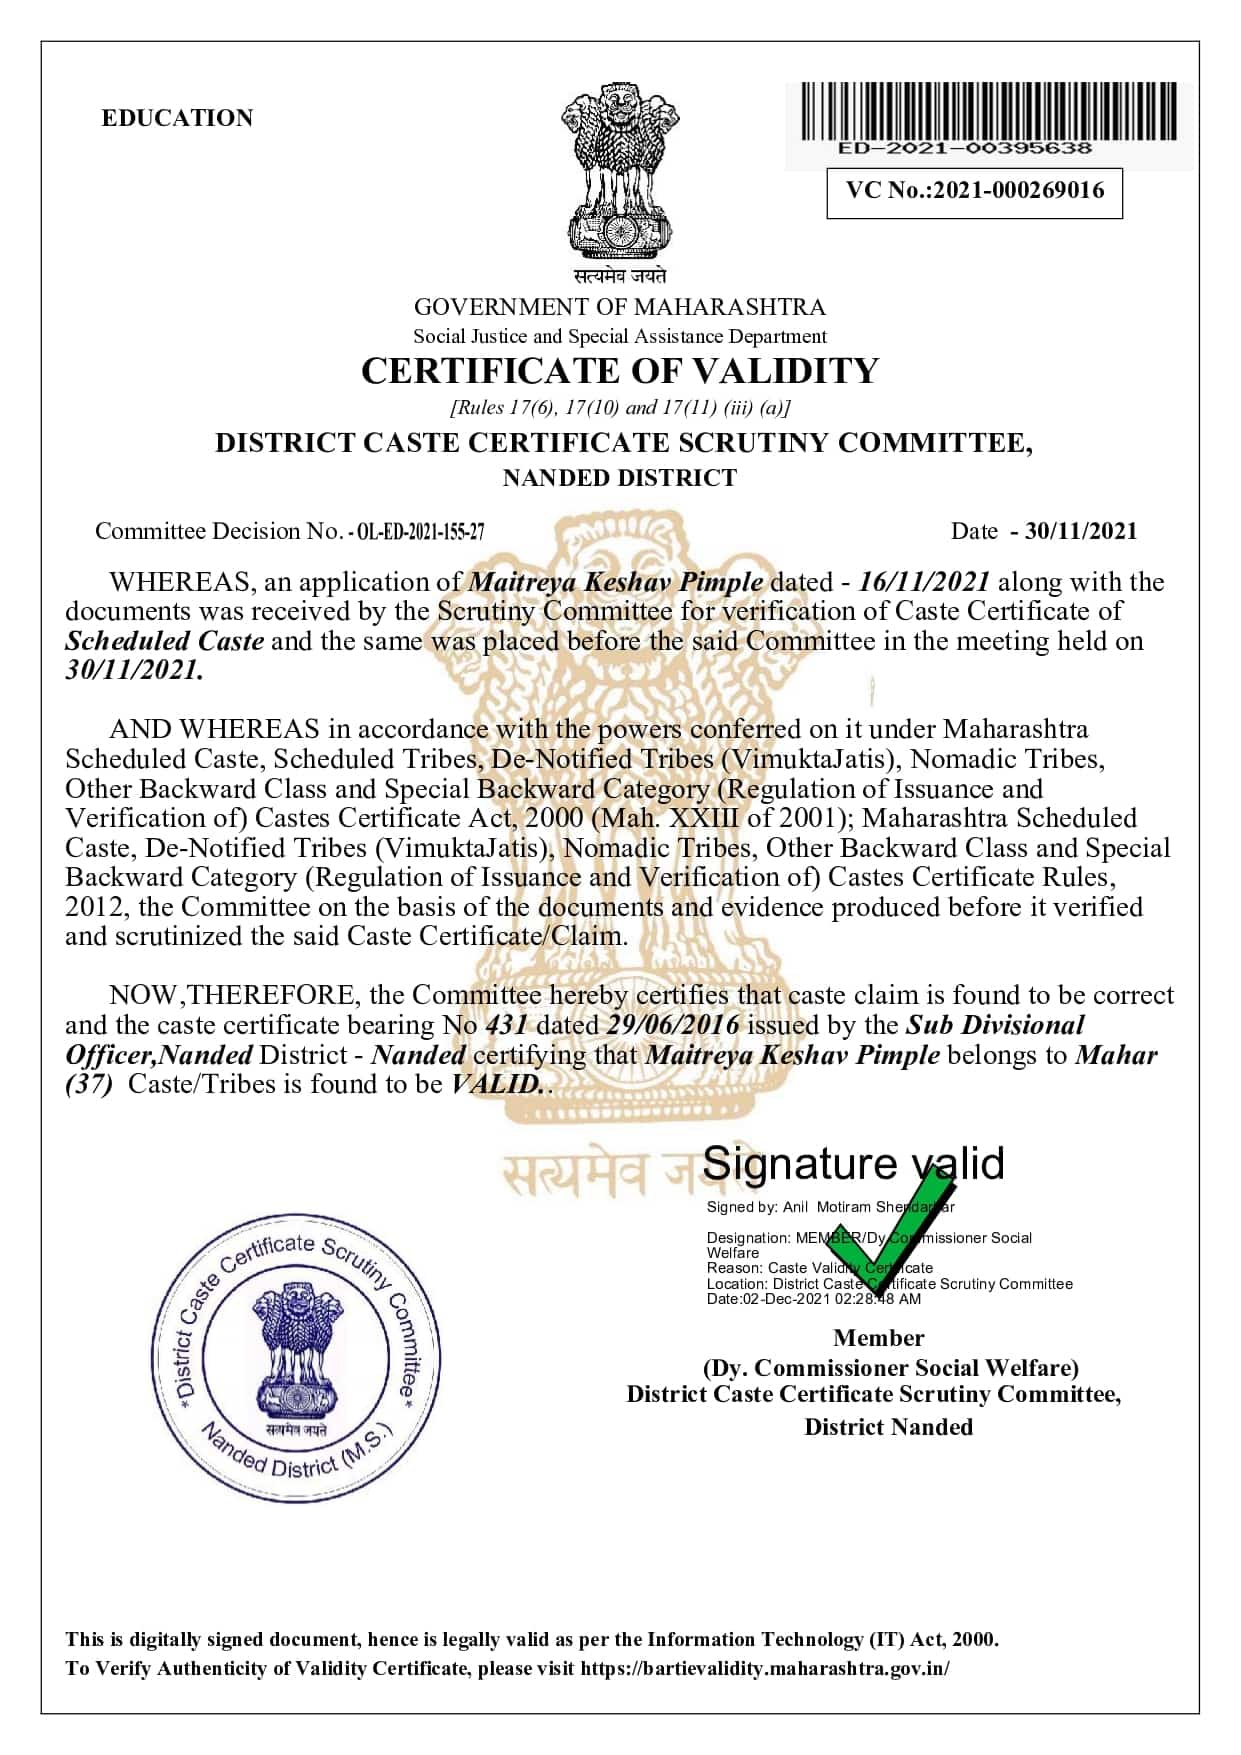 EDUCATION
ED-2021-00395638
VC No.:2021-000269016
सत्यमेव जयते
GOVERNMENT OF MAHARASHTRA
Social Justice and Special Assistance Department
CERTIFICATE OF VALIDITY
[Rules 17(6), 17(10) and 17(11) (iii) (a)]
DISTRICT CASTE CERTIFICATE SCRUTINY COMMITTEE,
NANDED DISTRICT
Committee Decision No. - OL-ED-2021-155-27 Date - 30/11/2021
WHEREAS, an application of Maitreya Keshav Pimple dated - 16/11/2021 along with the
documents was received by the Scrutiny Committee for verification of Caste Certificate of
Scheduled Caste and the same was placed before the said Committee in the meeting held on
30/11/2021.
AND WHEREAS in accordance with the powers conferred on it under Maharashtra
Scheduled Caste, Scheduled Tribes, De-Notified Tribes (VimuktaJatis), Nomadic Tribes,
Other Backward Class and Special Backward Category (Regulation of Issuance and
Verification of) Castes Certificate Act, 2000 (Mah. XXIII of 2001); Maharashtra Scheduled
Caste, De-Notified Tribes (VimuktaJatis), Nomadic Tribes, Other Backward Class and Special
Backward Category (Regulation of Issuance and Verification of) Castes Certificate Rules,
2012, the Committee on the basis of the documents and evidence produced before it verified
and scrutinized the said Caste Certificate/Claim.
NOW,THEREFORE, the Committee hereby certifies that caste claim is found to be correct
and the caste certificate bearing No 431 dated 29/06/2016 issued by the Sub Divisional
Officer,Nanded District - Nanded certifying that Maitreya Keshav Pimple belongs to Mahar
(37) Caste/Tribes is found to be VALID..
सत्यमेव जयते
Signature valid
Signed by: Anil Motiram Shendarkar
Designation: MEMBER/Dy Commissioner Social
Welfare
Reason: Caste Validity Certificate
Location: District Caste Certificate Scrutiny Committee
Date:02-Dec-2021 02:28:48 AM
*District Caste Certificate Scrutiny Committee*
सत्यमेव जयते
Nanded District (M.S.)
Member
(Dy. Commissioner Social Welfare)
District Caste Certificate Scrutiny Committee,
District Nanded
This is digitally signed document, hence is legally valid as per the Information Technology (IT) Act, 2000.
To Verify Authenticity of Validity Certificate, please visit https://bartievalidity.maharashtra.gov.in/